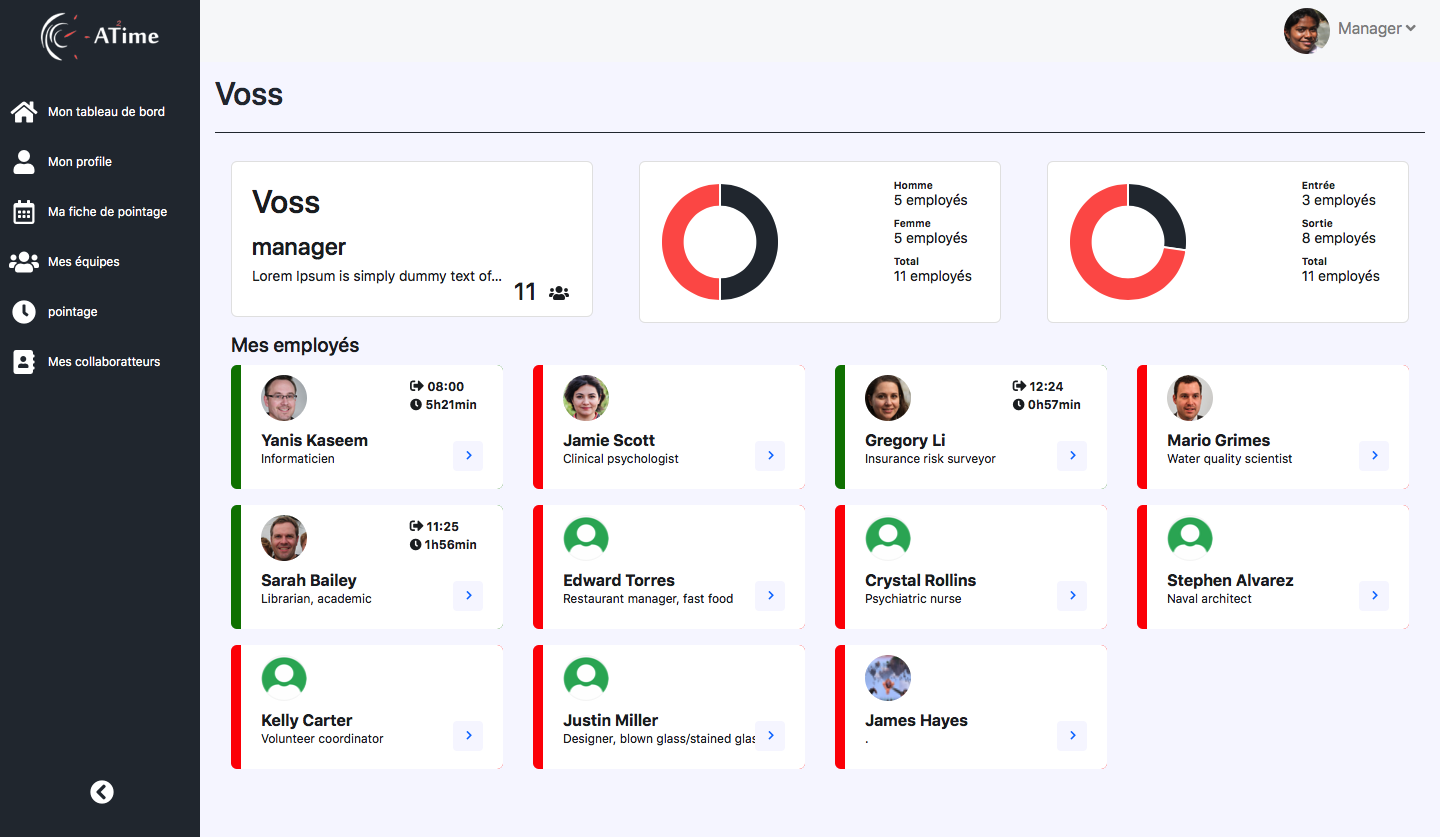 A2Time
Manager
Mon tableau de bord
Mon profile
Ma fiche de pointage
Mes équipes
pointage
Mes collaboratteurs
Voss
Voss
manager
Lorem Ipsum is simply dummy text of...
11
Homme
5 employés
Femme
5 employés
Total
11 employés
Entrée
3 employés
Sortie
8 employés
Total
11 employés
Mes employés
08:00
5h21min
Yanis Kaseem
Informaticien
Jamie Scott
Clinical psychologist
12:24
0h57min
Gregory Li
Insurance risk surveyor
Mario Grimes
Water quality scientist
11:25
1h56min
Sarah Bailey
Librarian, academic
Edward Torres
Restaurant manager, fast food
Crystal Rollins
Psychiatric nurse
Stephen Alvarez
Naval architect
Kelly Carter
Volunteer coordinator
Justin Miller
Designer, blown glass/stained glas
James Hayes
.